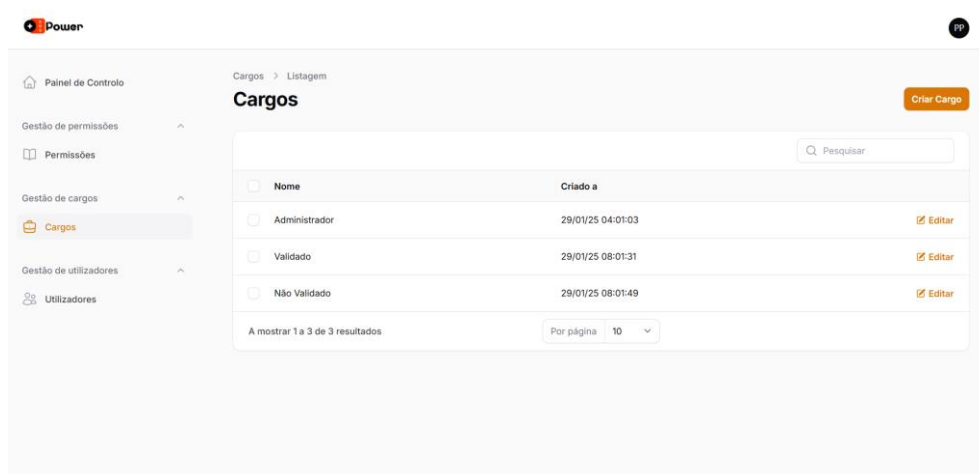 Power
PP
Painel de Controlo
Gestão de permissões
Permissões
Gestão de cargos
Cargos
Gestão de utilizadores
Utilizadores
Cargos > Listagem
Cargos
Criar Cargo
Pesquisar
Nome Criado a
Administrador 29/01/25 04:01:03 Editar
Validado 29/01/25 08:01:31 Editar
Não Validado 29/01/25 08:01:49 Editar
A mostrar 1 a 3 de 3 resultados Por página 10